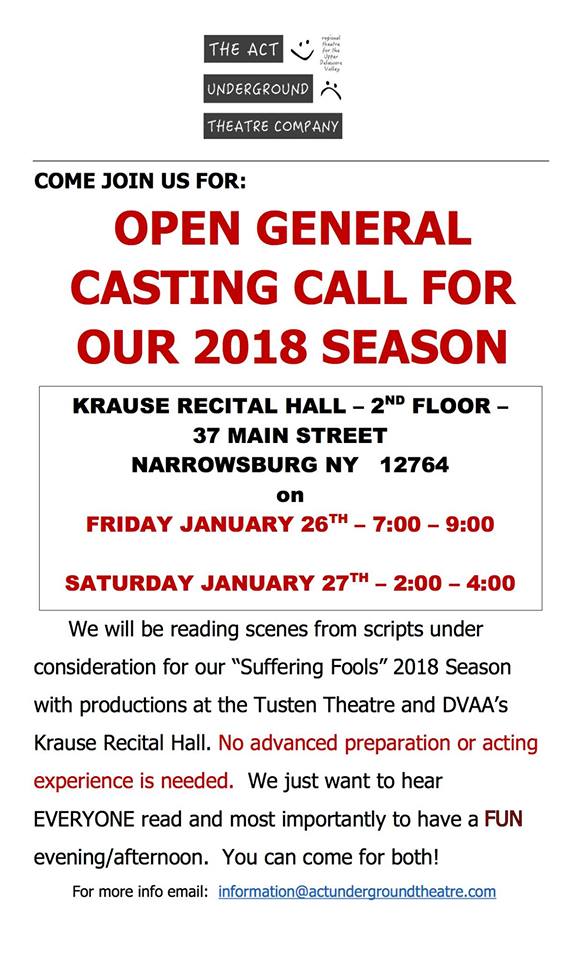 THE ACT
regional
theatre
for the
Upper
Delaware
Valley
UNDERGROUND
THEATRE COMPANY
COME JOIN US FOR:
OPEN GENERAL
CASTING CALL FOR
OUR 2018 SEASON
KRAUSE RECITAL HALL – 2ND FLOOR –
37 MAIN STREET
NARROWSBURG NY 12764
on
FRIDAY JANUARY 26TH – 7:00 – 9:00
SATURDAY JANUARY 27TH – 2:00 – 4:00
We will be reading scenes from scripts under
consideration for our “Suffering Fools” 2018 Season
with productions at the Tusten Theatre and DVAA’s
Krause Recital Hall. No advanced preparation or acting
experience is needed. We just want to hear
EVERYONE read and most importantly to have a FUN
evening/afternoon. You can come for both!
For more info email: information@actundergroundtheatre.com